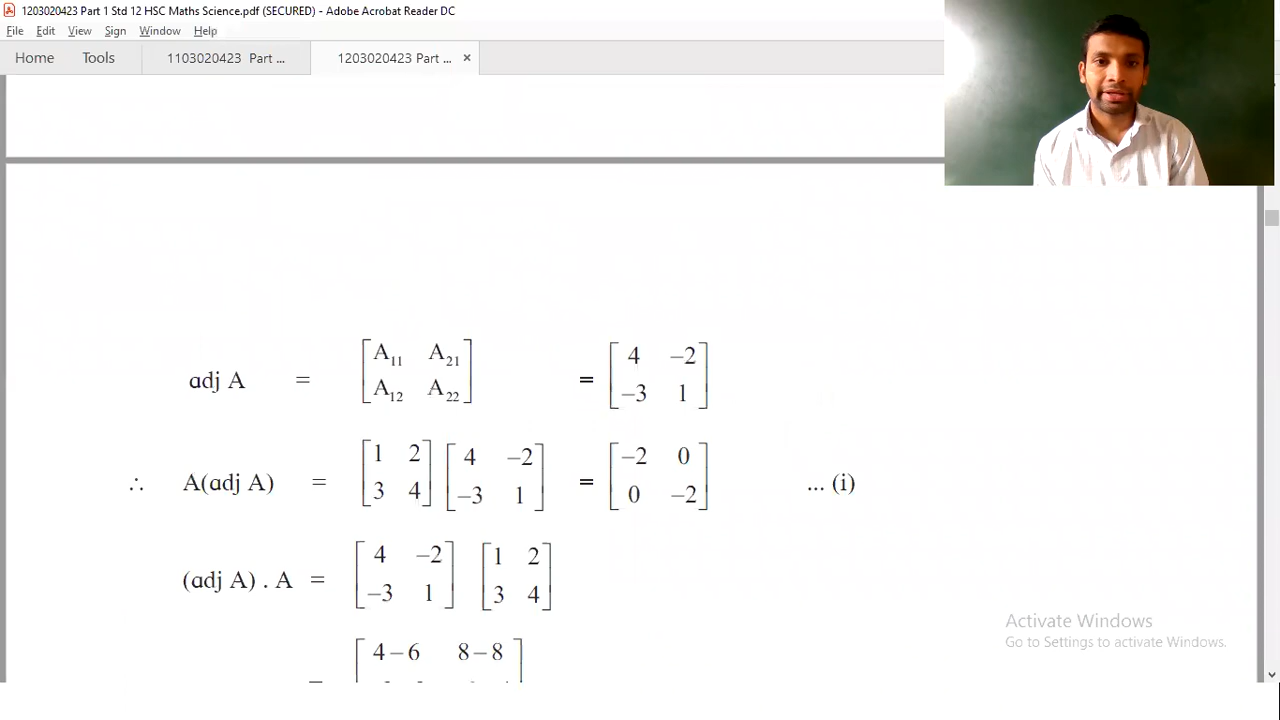 1203020423 Part 1 Std 12 HSC Maths Science.pdf (SECURED) - Adobe Acrobat Reader DC
File Edit View Sign Window Help
Home Tools 1103020423 Part ... 1203020423 Part ... ×
adj A = [A₁₁ A₂₁ = [4 –2
A₁₂ A₂₂] –3 1]
∴ A(adj A) = [1 2 [4 –2 = [–2 0 ... (i)
3 4] –3 1] 0 –2]
(adj A) . A = [4 –2 [1 2
–3 1] 3 4]
[4 – 6 8 – 8]
Activate Windows
Go to Settings to activate Windows.